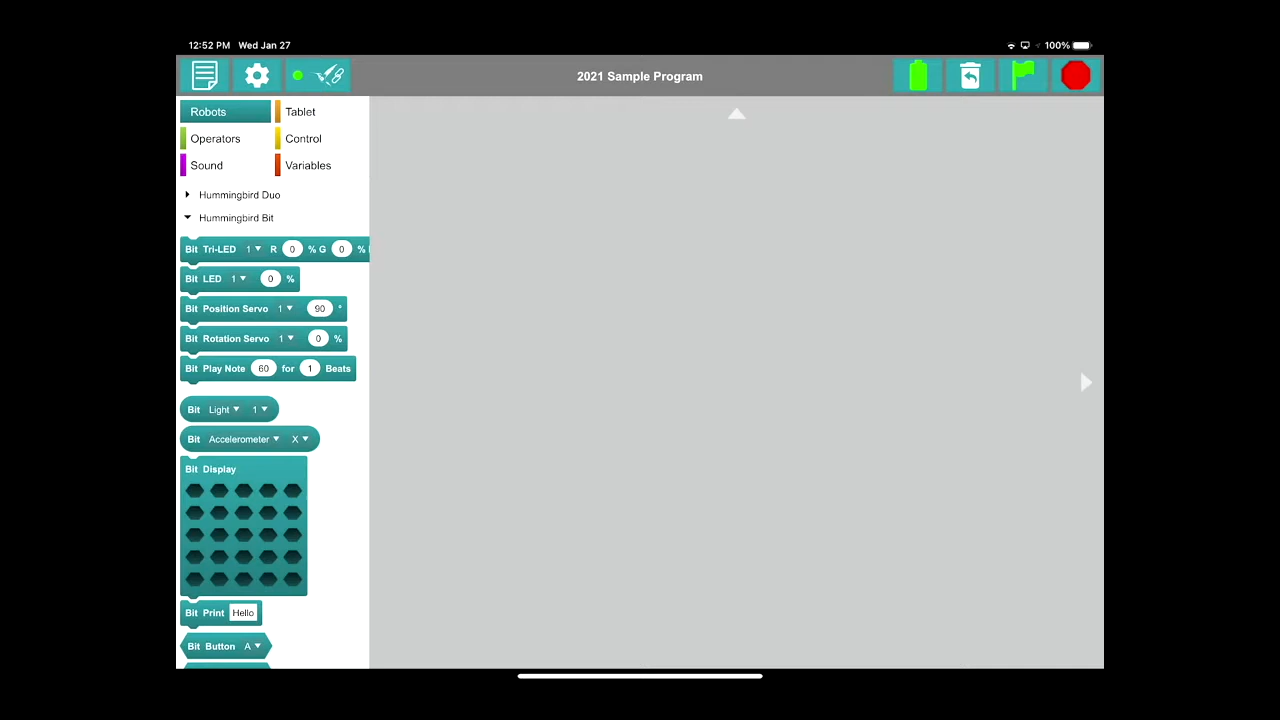 12:52 PM Wed Jan 27 100%
2021 Sample Program
Robots Tablet
Operators Control
Sound Variables
Hummingbird Duo
Hummingbird Bit
Bit Tri-LED 1 R 0 % G 0 %
Bit LED 1 0 %
Bit Position Servo 1 90 °
Bit Rotation Servo 1 0 %
Bit Play Note 60 for 1 Beats
Bit Light 1
Bit Accelerometer X
Bit Display
Bit Print Hello
Bit Button A